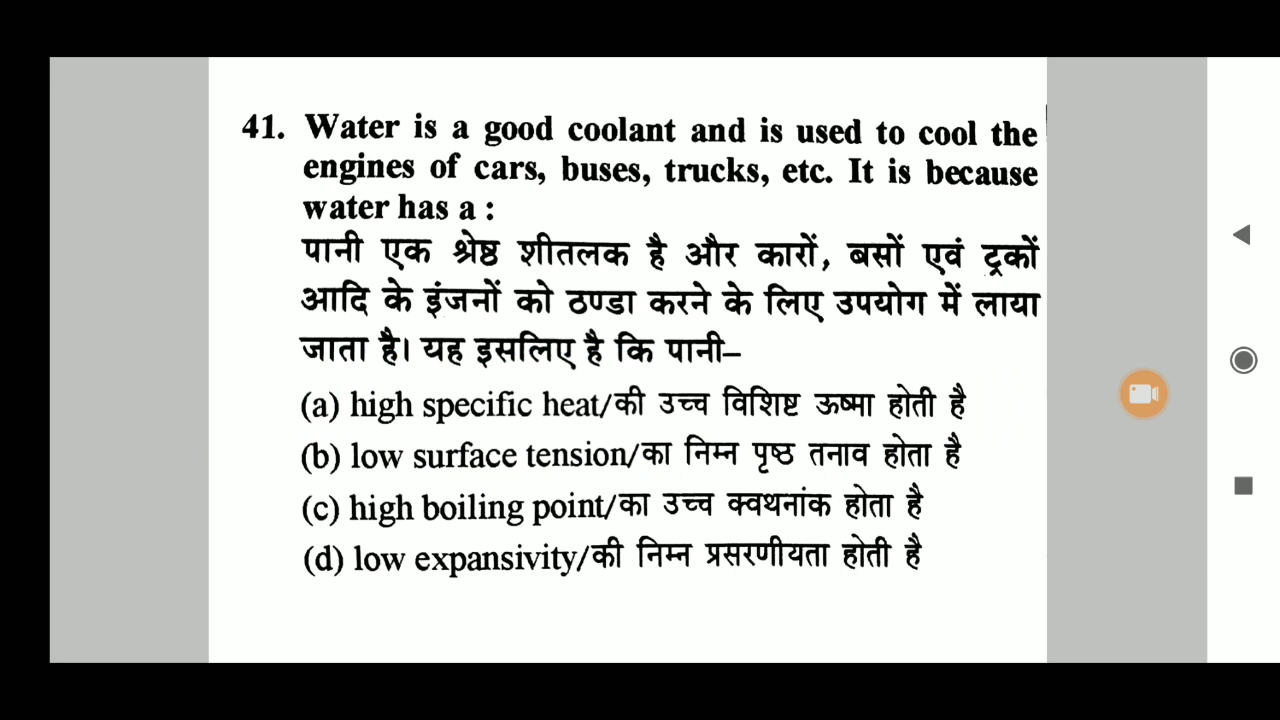 41. Water is a good coolant and is used to cool the
engines of cars, buses, trucks, etc. It is because
water has a :
पानी एक श्रेष्ठ शीतलक है और कारों, बसों एवं ट्रकों
आदि के इंजनों को ठण्डा करने के लिए उपयोग में लाया
जाता है। यह इसलिए है कि पानी–
(a) high specific heat/की उच्च विशिष्ट ऊष्मा होती है
(b) low surface tension/का निम्न पृष्ठ तनाव होता है
(c) high boiling point/का उच्च क्वथनांक होता है
(d) low expansivity/की निम्न प्रसरणीयता होती है